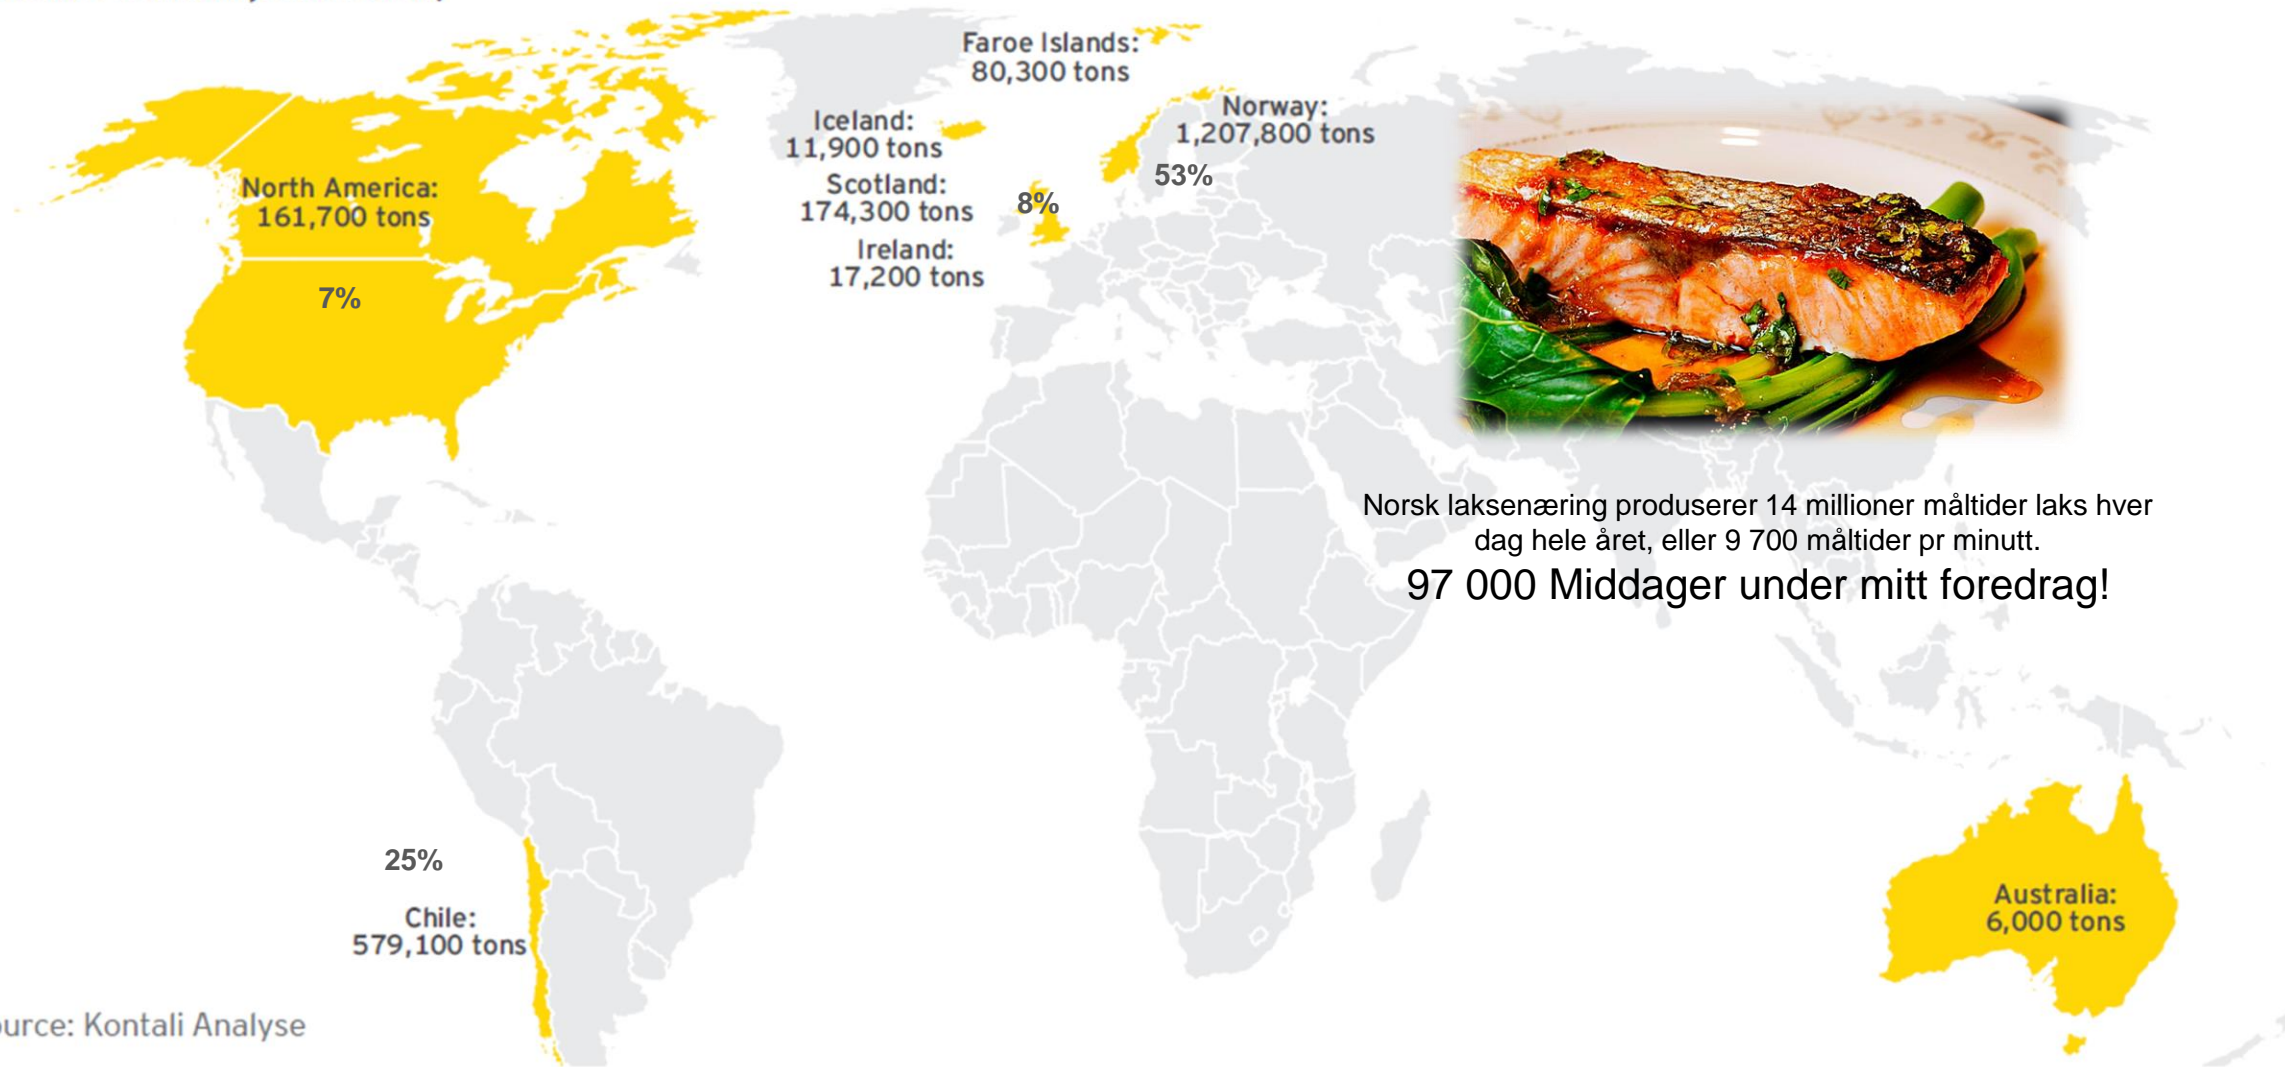 Faroe Islands:
80,300 tons
Norway:
1,207,800 tons
53%
Iceland:
11,900 tons
Scotland:
174,300 tons
8%
Ireland:
17,200 tons
North America:
161,700 tons
7%
Norsk laksenæring produserer 14 millioner måltider laks hver
dag hele året, eller 9 700 måltider pr minutt.
97 000 Middager under mitt foredrag!
25%
Chile:
579,100 tons
Australia:
6,000 tons
urce: Kontali Analyse